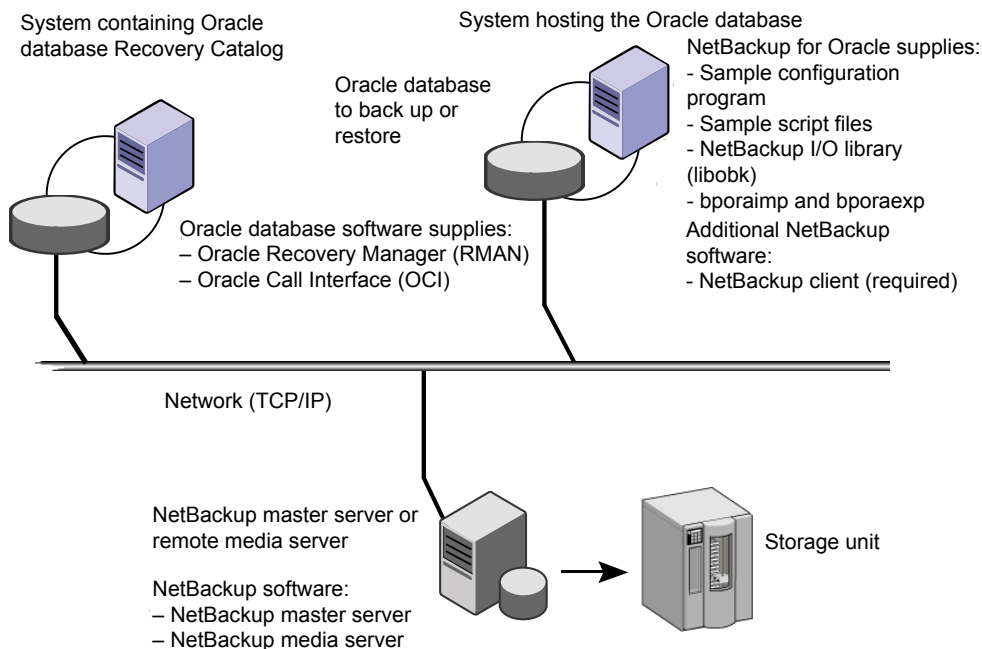 System containing Oracle
database Recovery Catalog
System hosting the Oracle database
Oracle database
to back up or
restore
NetBackup for Oracle supplies:
- Sample configuration
program
- Sample script files
- NetBackup I/O library
(libobk)
- bporaimp and bporaexp
Additional NetBackup
software:
- NetBackup client (required)
Oracle database software supplies:
– Oracle Recovery Manager (RMAN)
– Oracle Call Interface (OCI)
Network (TCP/IP)
NetBackup master server or
remote media server
NetBackup software:
– NetBackup master server
– NetBackup media server
Storage unit